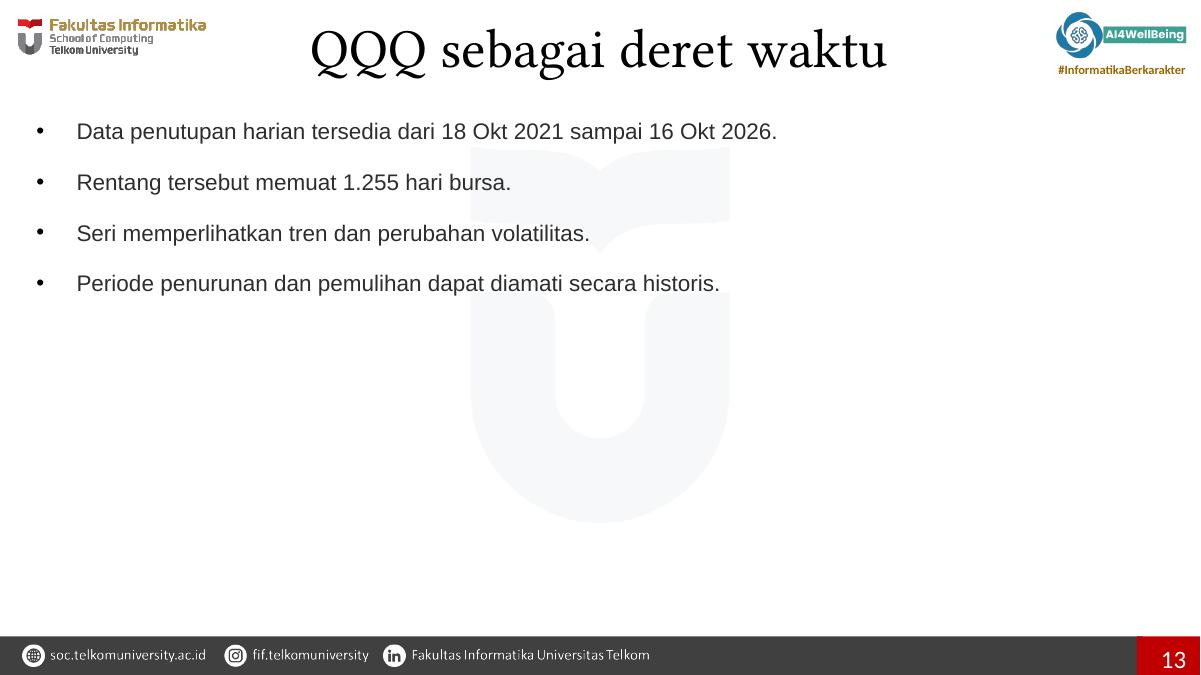 Fakultas Informatika
School of Computing
Telkom University
QQQ sebagai deret waktu
AI4WellBeing
#InformatikaBerkarakter
• Data penutupan harian tersedia dari 18 Okt 2021 sampai 16 Okt 2026.
• Rentang tersebut memuat 1.255 hari bursa.
• Seri memperlihatkan tren dan perubahan volatilitas.
• Periode penurunan dan pemulihan dapat diamati secara historis.
soc.telkomuniversity.ac.id fif.telkomuniversity Fakultas Informatika Universitas Telkom
13